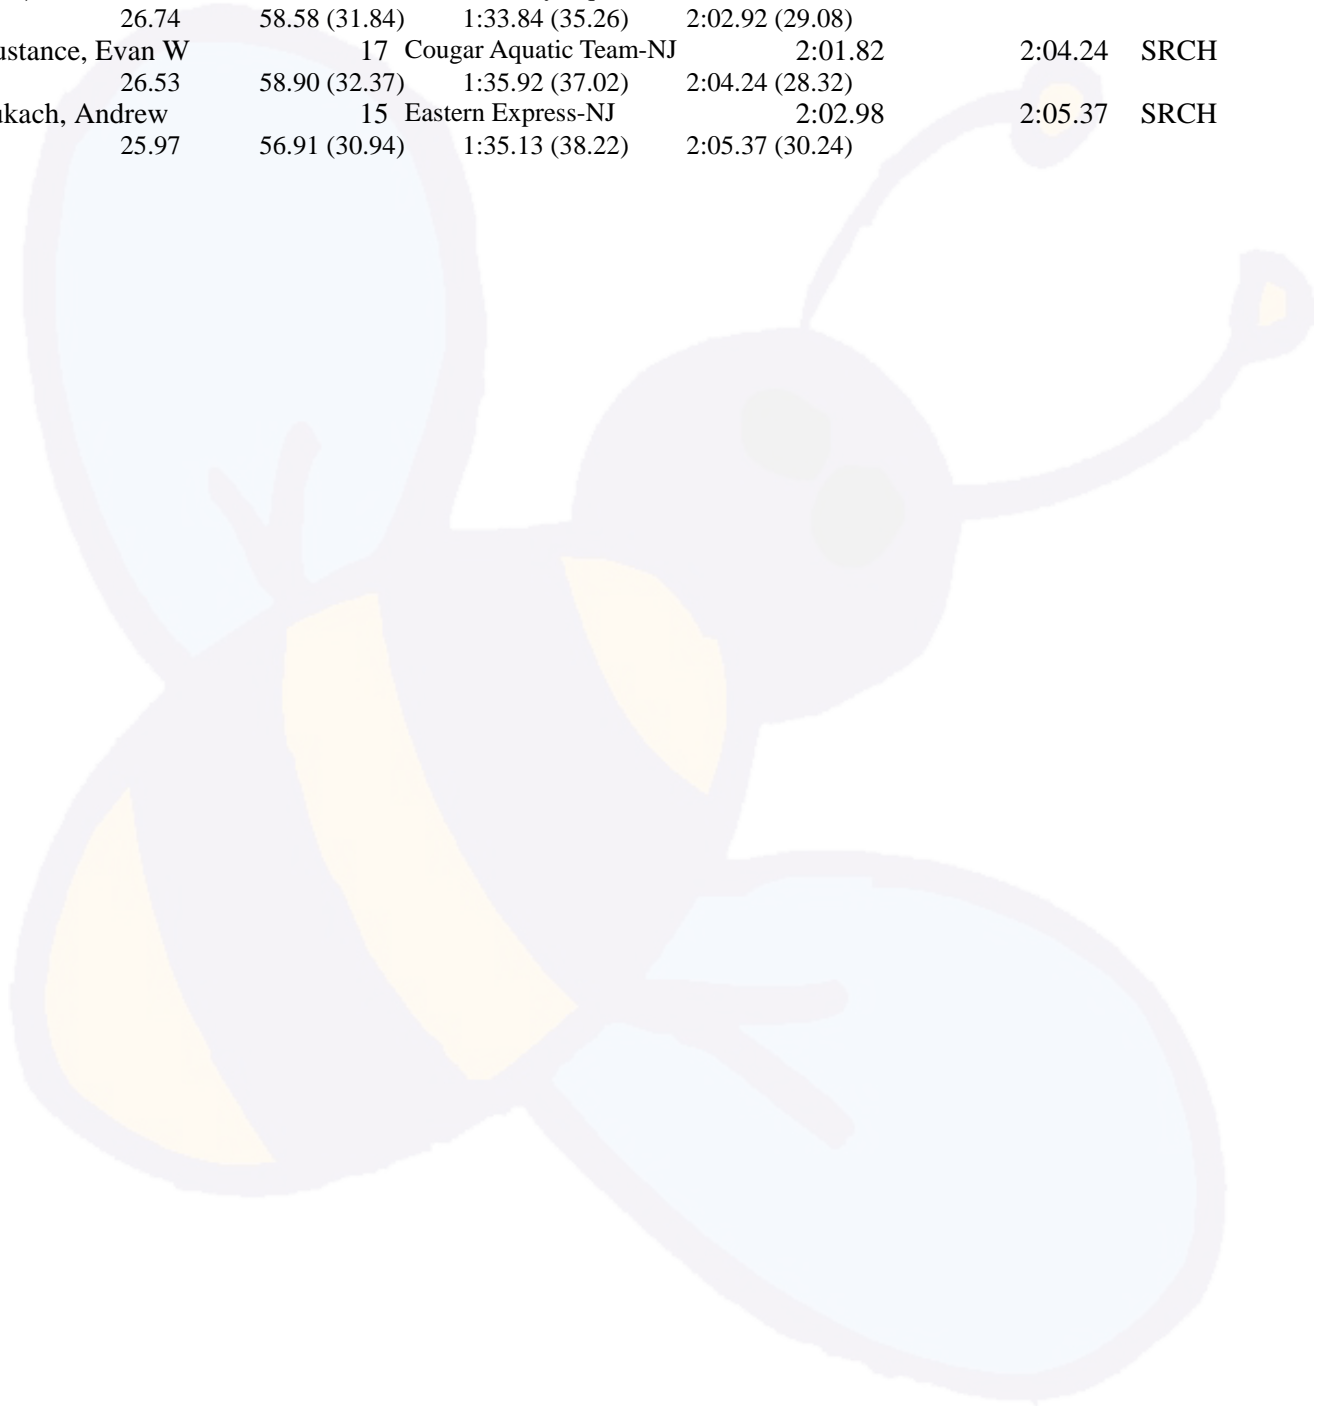 26.74 58.58 (31.84) 1:33.84 (35.26) 2:02.92 (29.08)
ustance, Evan W 17 Cougar Aquatic Team-NJ 2:01.82 2:04.24 SRCH
26.53 58.90 (32.37) 1:35.92 (37.02) 2:04.24 (28.32)
ukach, Andrew 15 Eastern Express-NJ 2:02.98 2:05.37 SRCH
25.97 56.91 (30.94) 1:35.13 (38.22) 2:05.37 (30.24)